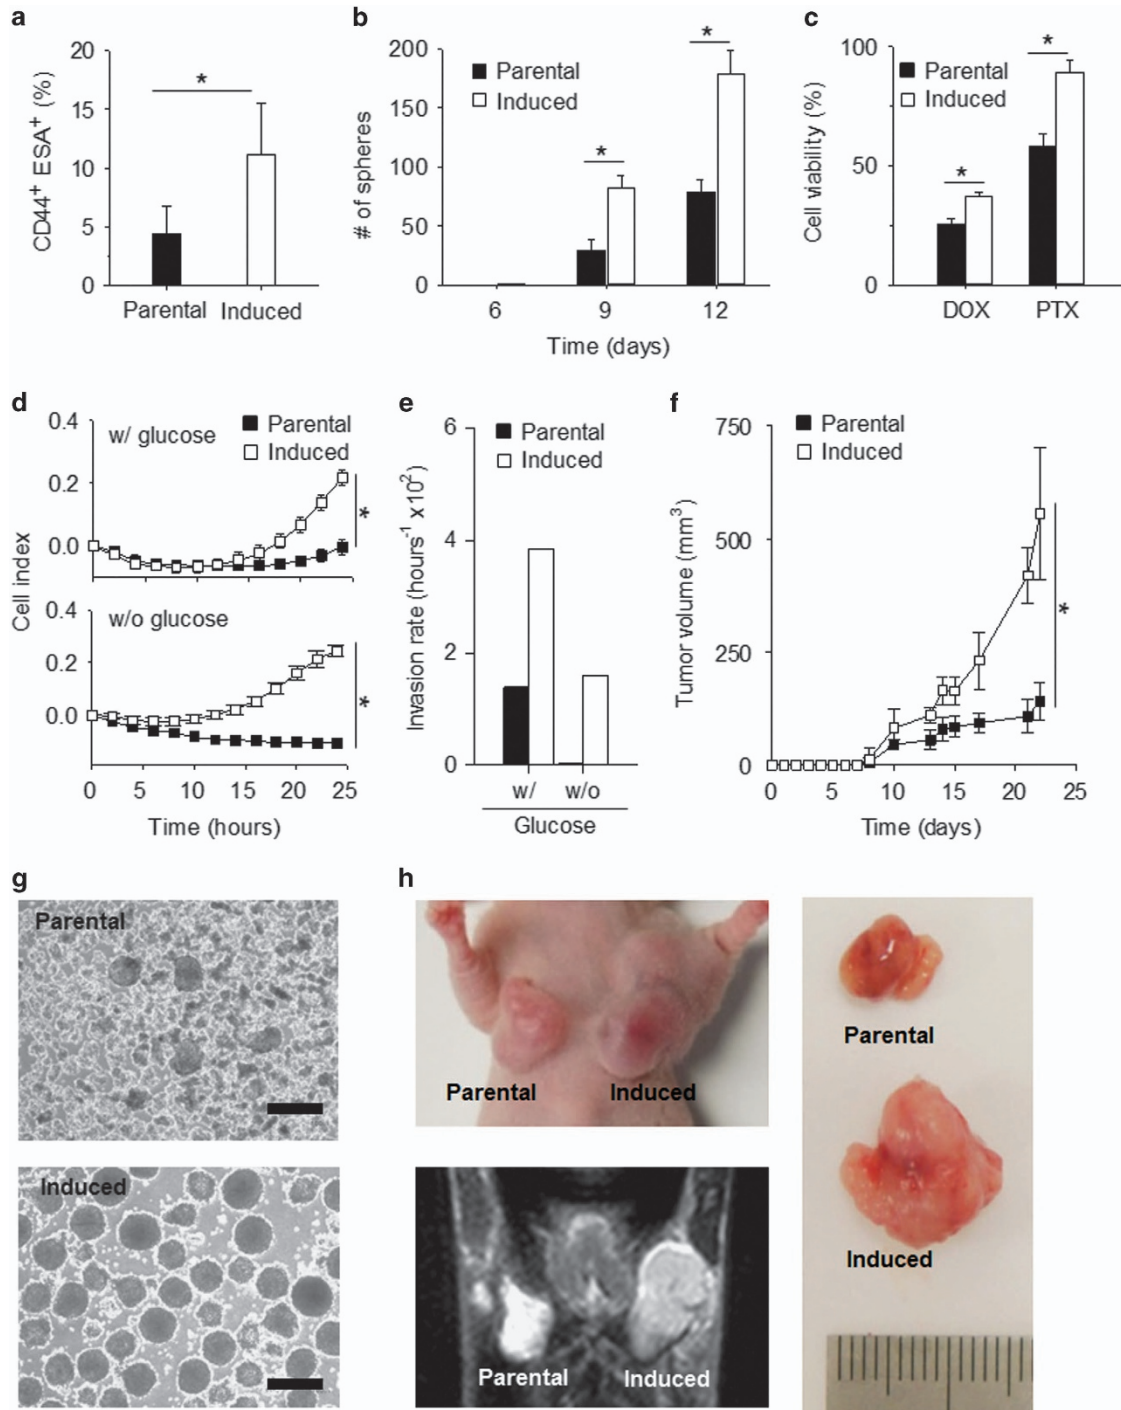 a
20
15
10
5
0
CD44+ ESA+ (%)
*
Parental Induced
b
200
150
100
50
0
# of spheres
Parental
Induced
*
*
6 9 12
Time (days)
c
100
50
0
Cell viability (%)
Parental
Induced
*
*
DOX PTX
d
0.4
0.2
0.0
w/ glucose
Parental
Induced
*
Cell index
0.4
0.2
0.0
w/o glucose
*
0 5 10 15 20 25
Time (hours)
e
6
4
2
0
Invasion rate (hours-1 x102)
Parental
Induced
w/ w/o
Glucose
f
750
500
250
0
Tumor volume (mm3)
Parental
Induced
*
0 5 10 15 20 25
Time (days)
g
Parental
Induced
h
Parental Induced
Parental Induced
Parental
Induced